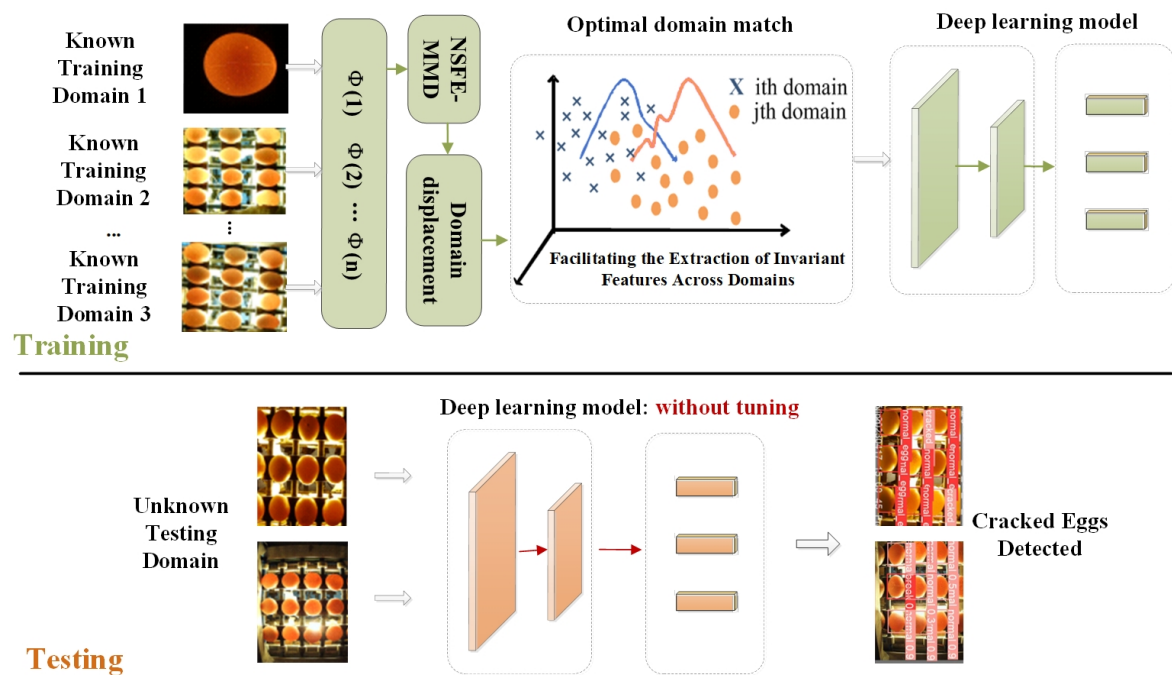 Known
Training
Domain 1
Known
Training
Domain 2
...
Known
Training
Domain 3
...
Φ(1) Φ(2) ... Φ(n)
NSFE-
MMD
Domain
displacement
Optimal domain match
X ith domain
jth domain
Facilitating the Extraction of Invariant
Features Across Domains
Deep learning model
Training
Deep learning model: without tuning
Unknown
Testing
Domain
Cracked Eggs
Detected
Testing